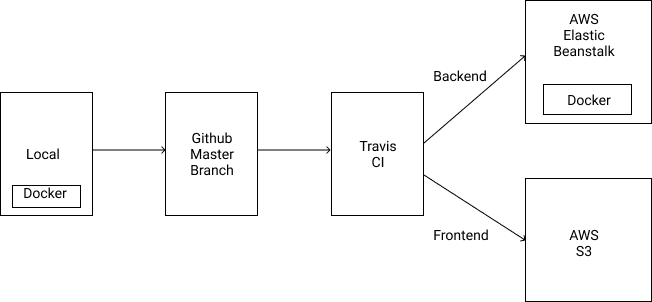 Local
Docker
Github
Master
Branch
Travis
CI
Backend
AWS
Elastic
Beanstalk
Docker
Frontend
AWS
S3